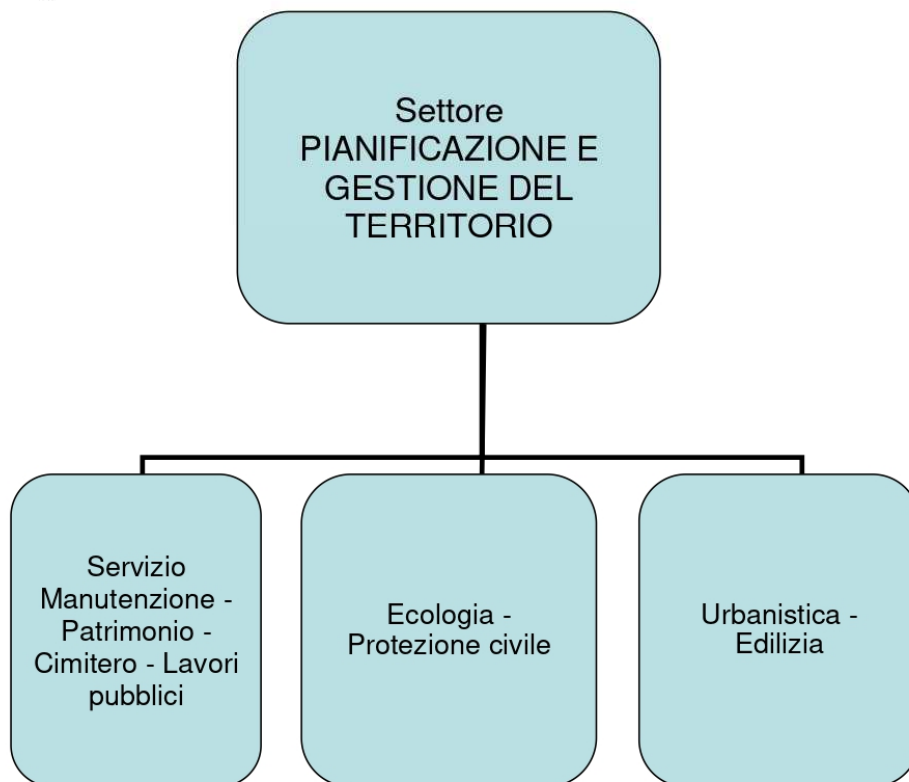 Settore
PIANIFICAZIONE E
GESTIONE DEL
TERRITORIO
Servizio
Manutenzione -
Patrimonio -
Cimitero - Lavori
pubblici
Ecologia -
Protezione civile
Urbanistica -
Edilizia